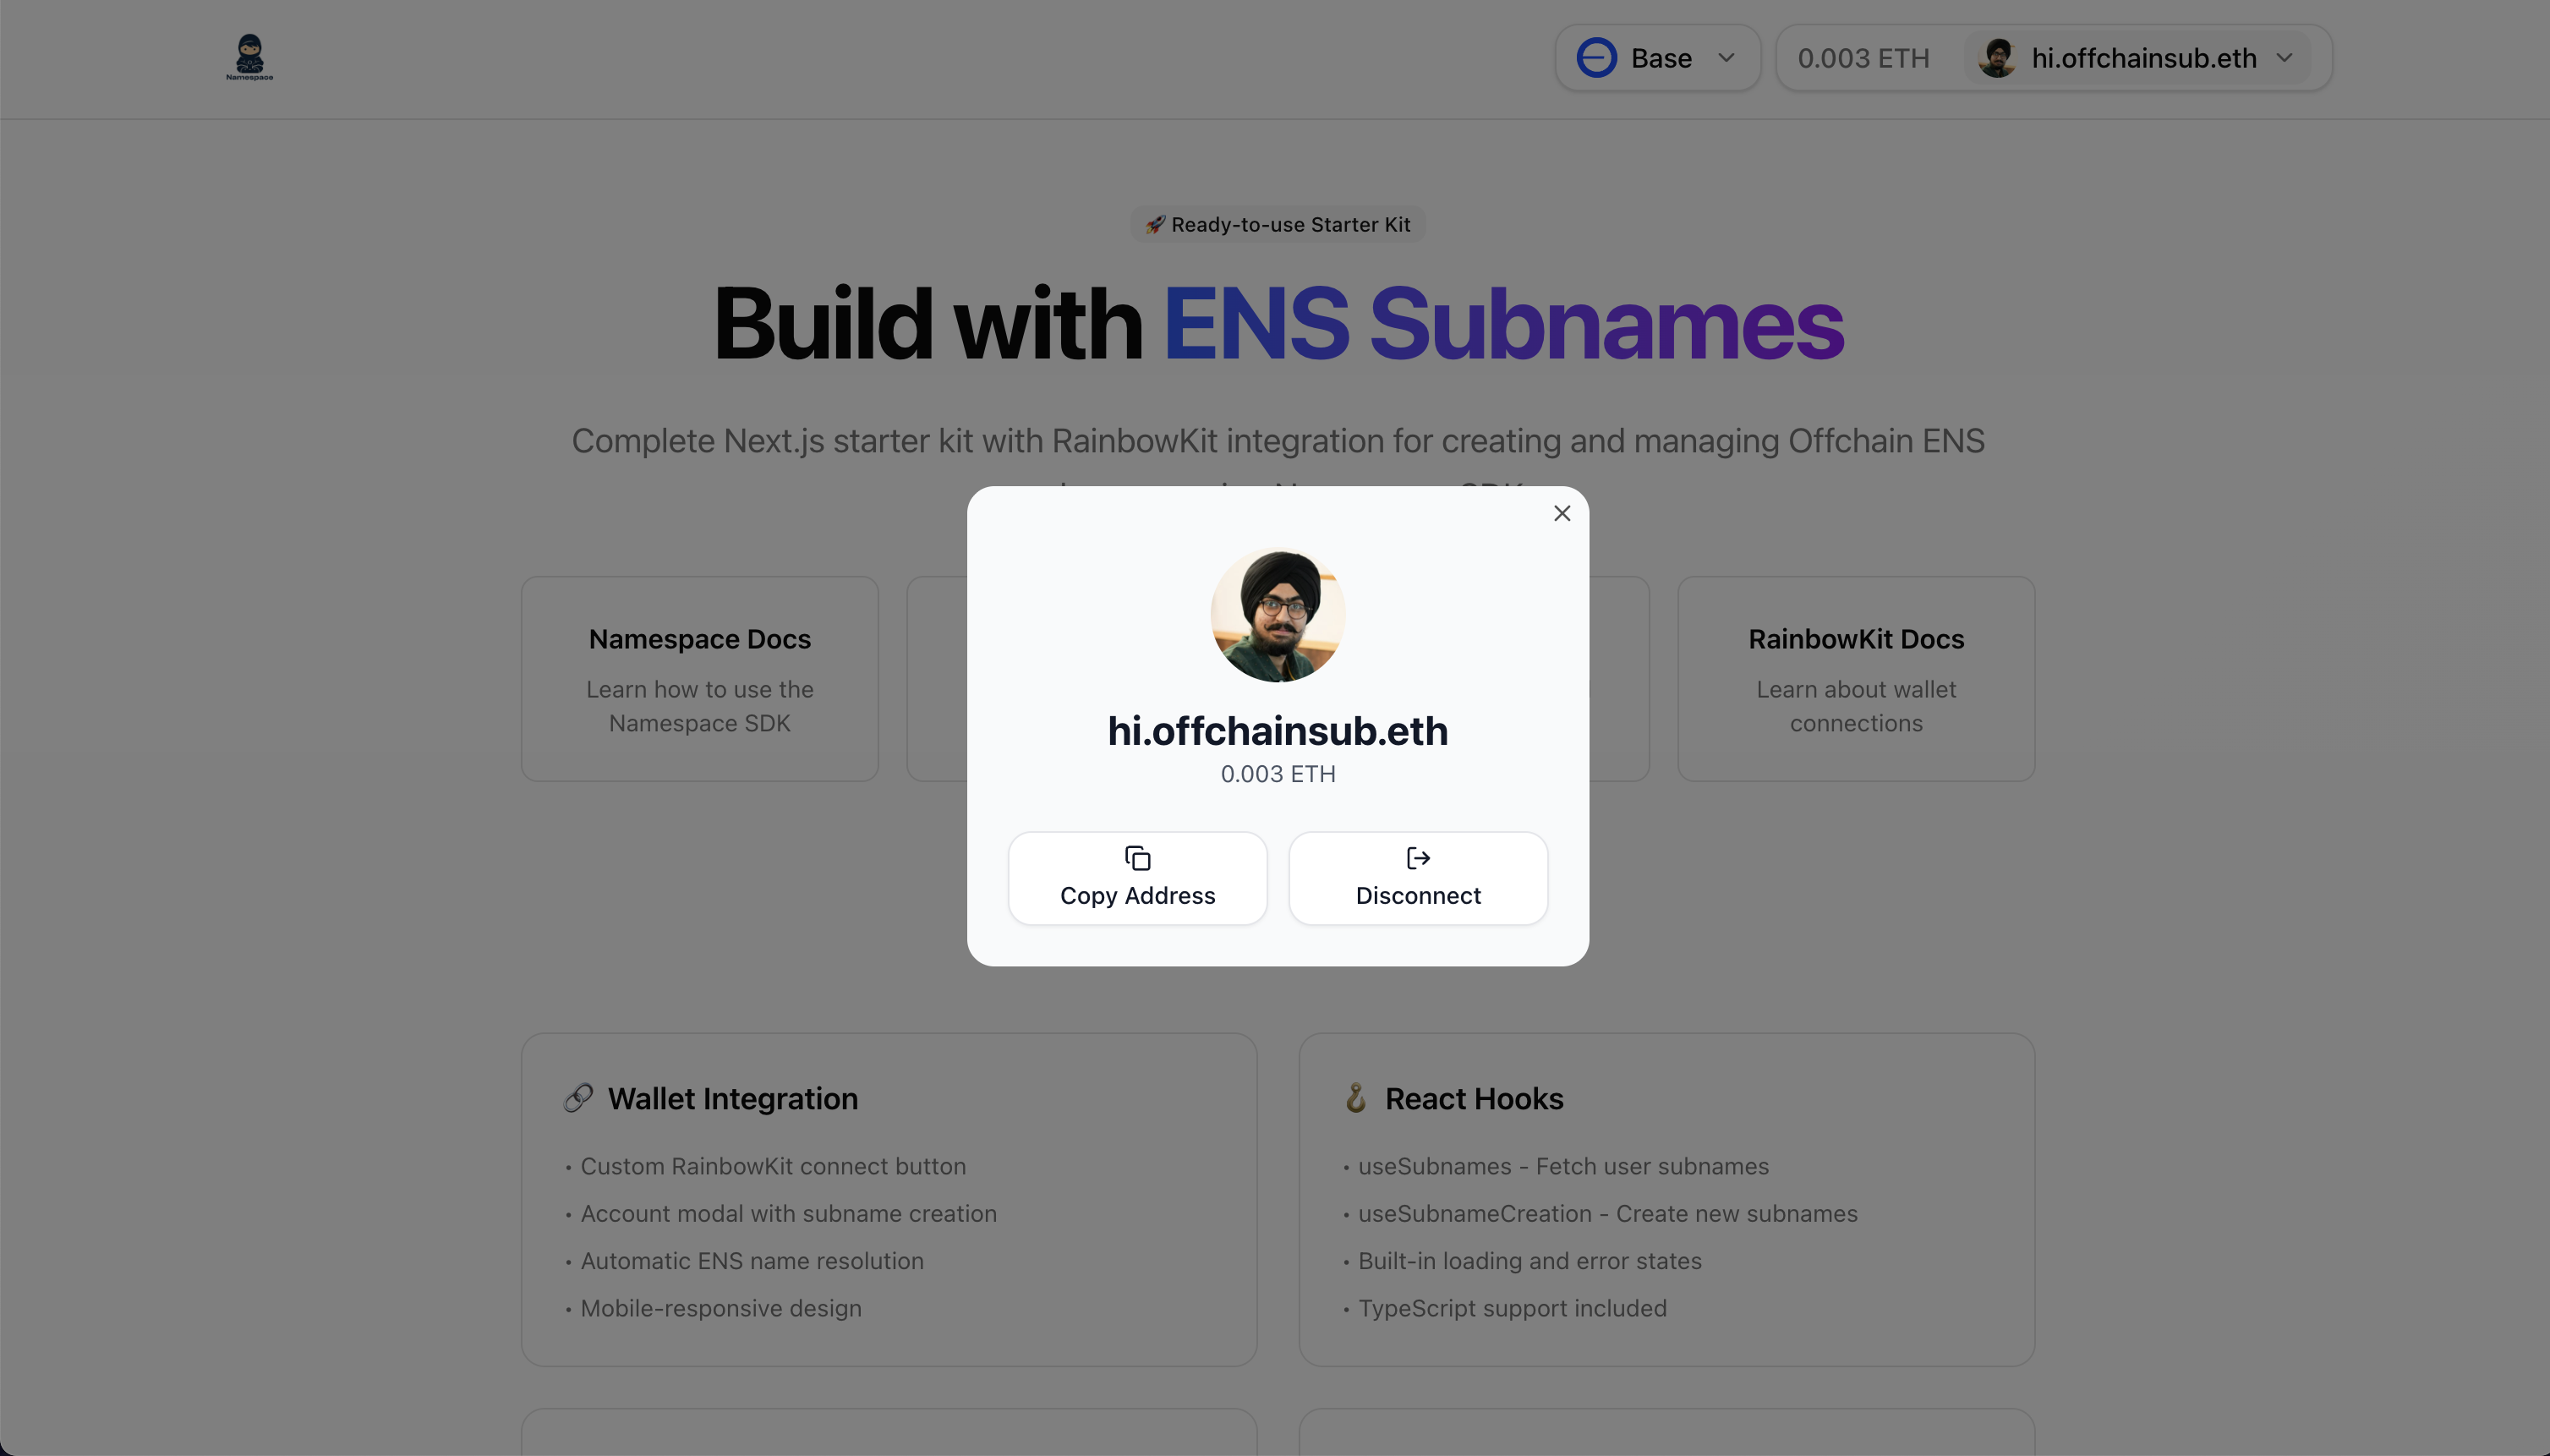 Namespace
Base
0.003 ETH
hi.offchainsub.eth
🚀 Ready-to-use Starter Kit
Build with ENS Subnames
Complete Next.js starter kit with RainbowKit integration for creating and managing Offchain ENS
hi.offchainsub.eth
0.003 ETH
Copy Address
Disconnect
Namespace Docs
Learn how to use the
Namespace SDK
RainbowKit Docs
Learn about wallet
connections
🔗 Wallet Integration
• Custom RainbowKit connect button
• Account modal with subname creation
• Automatic ENS name resolution
• Mobile-responsive design
🪝 React Hooks
• useSubnames - Fetch user subnames
• useSubnameCreation - Create new subnames
• Built-in loading and error states
• TypeScript support included